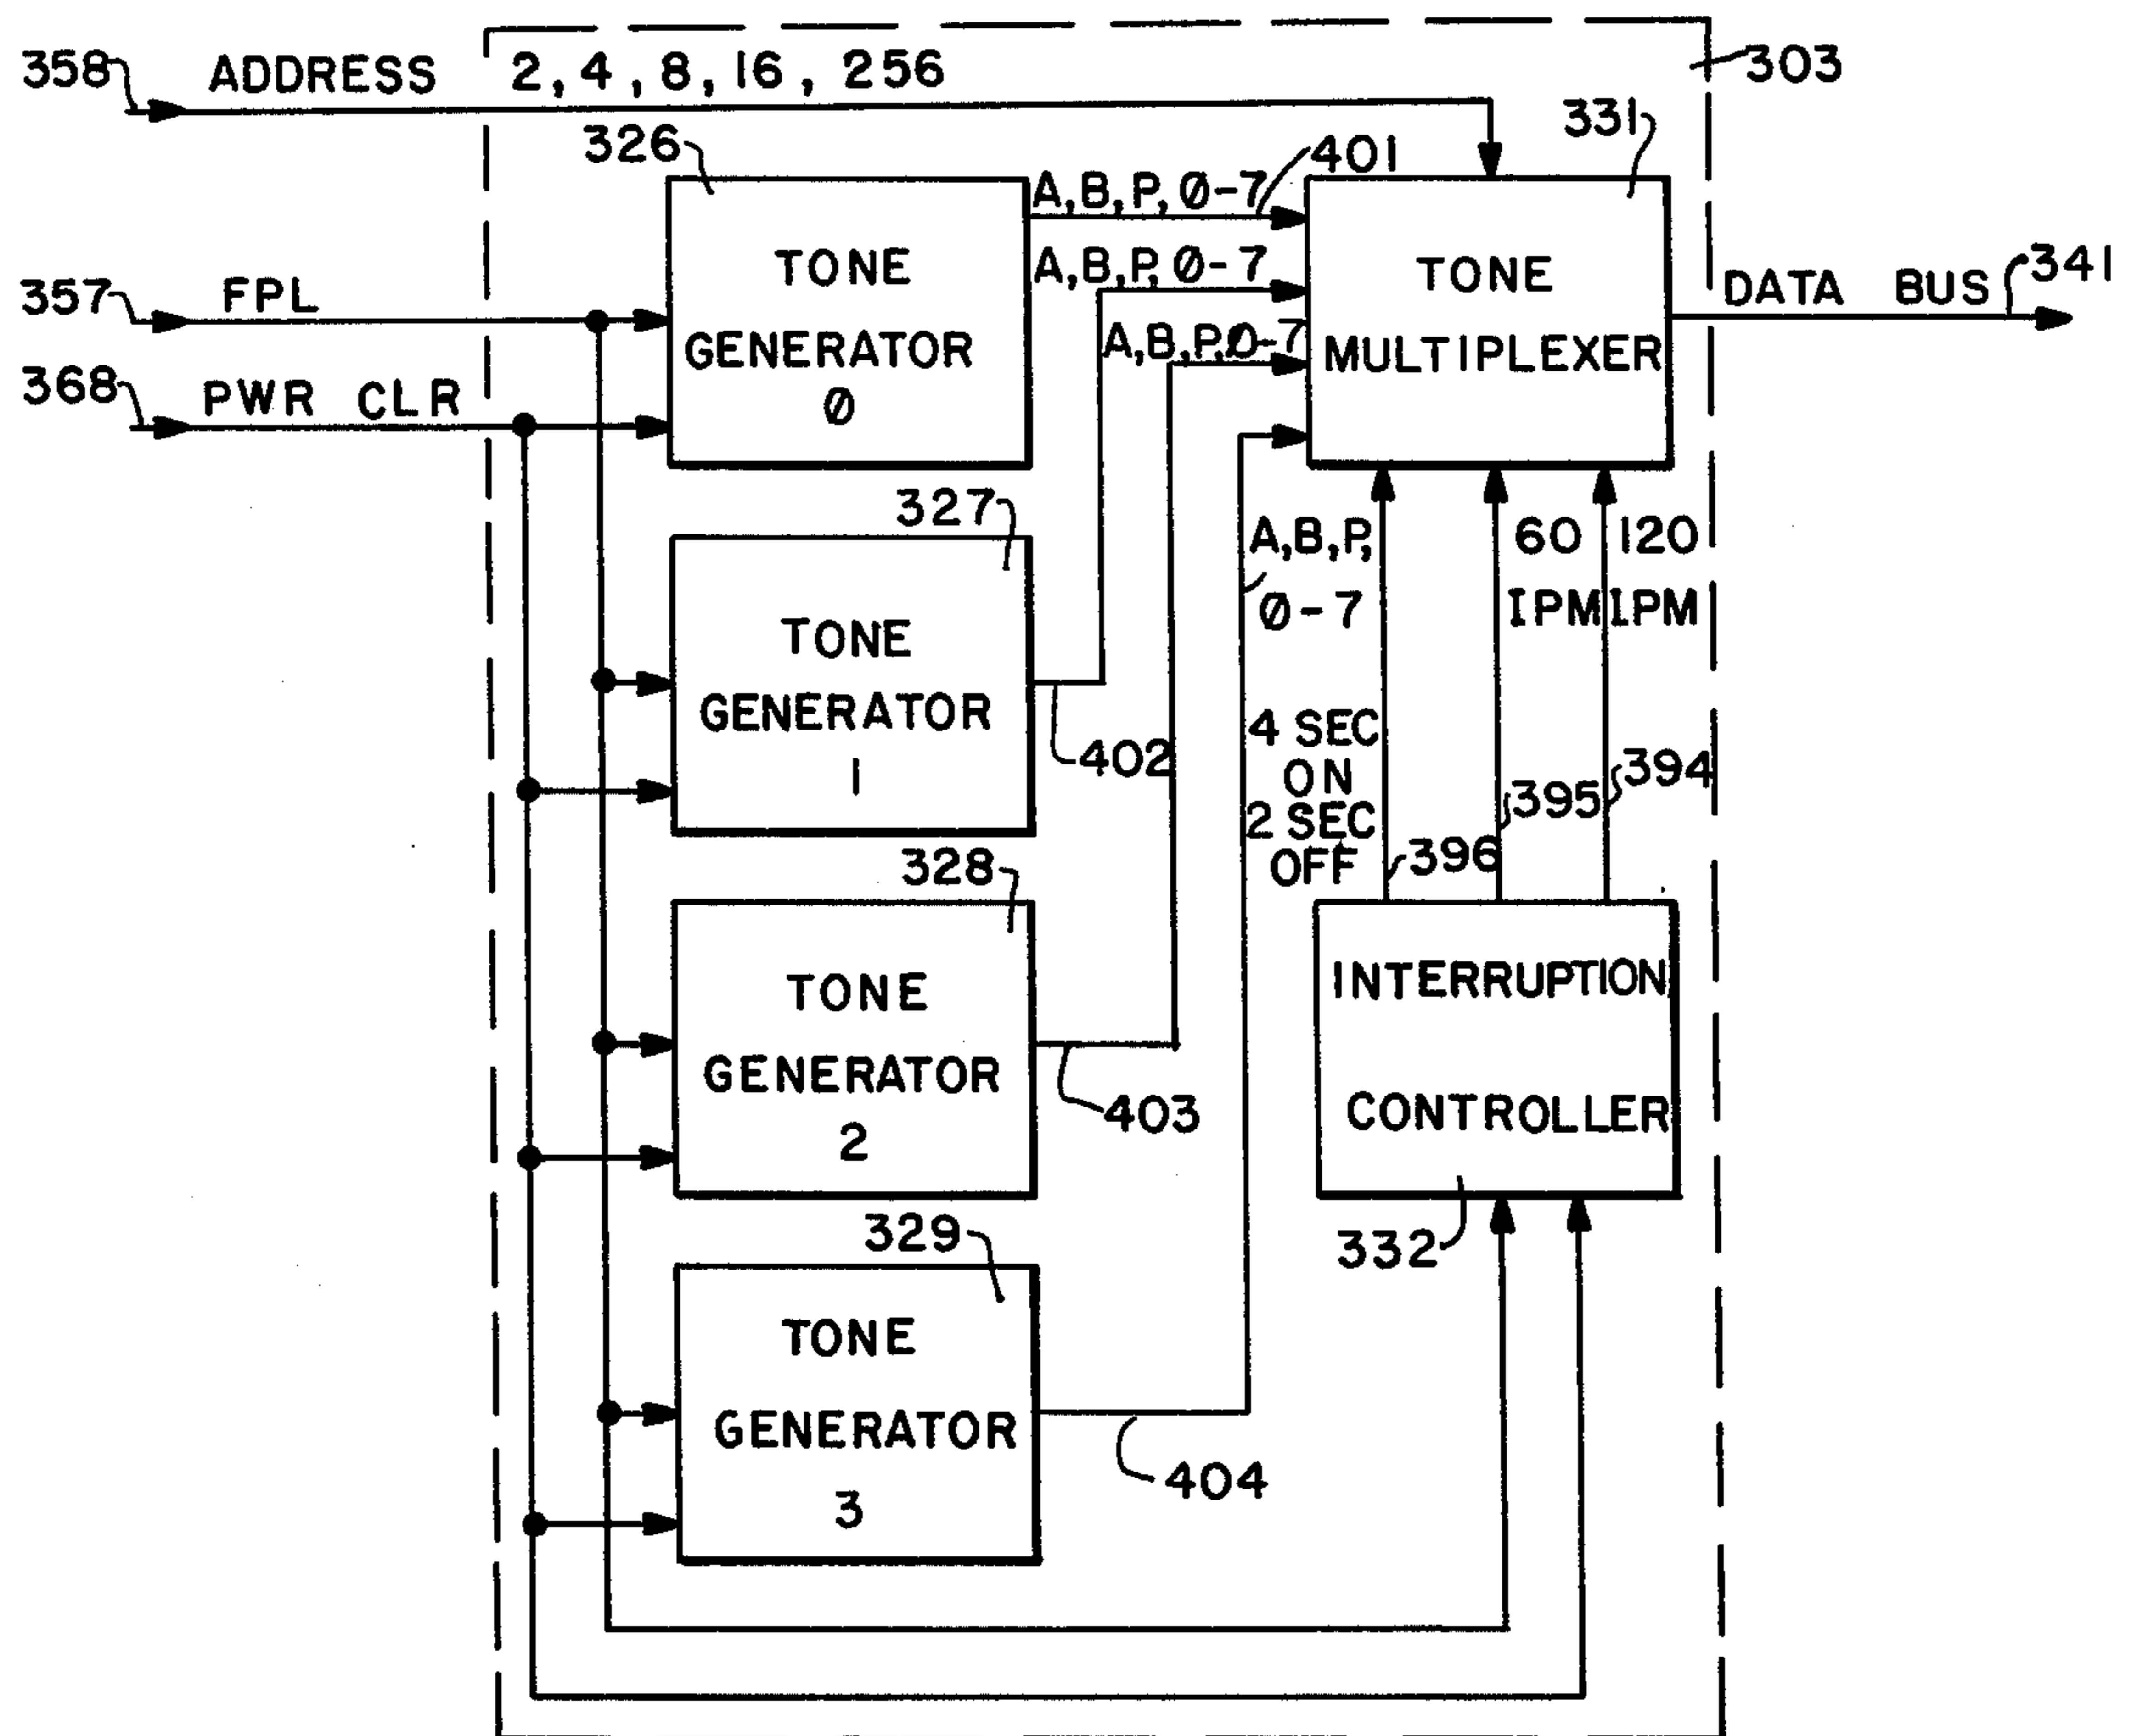 358 ADDRESS 2, 4, 8, 16, 256
303
331
326
401
A,B,P, Ø-7
TONE
GENERATOR
Ø
A,B,P, Ø-7
A,B,P,Ø-7
TONE
MULTIPLEXER
DATA BUS 341
357 FPL
368 PWR CLR
327
TONE
GENERATOR
1
402
A,B,P,
Ø-7
60
IPM
120
IPM
4 SEC
ON
2 SEC
OFF
396
395
394
328
TONE
GENERATOR
2
403
INTERRUPTION
CONTROLLER
332
329
TONE
GENERATOR
3
404